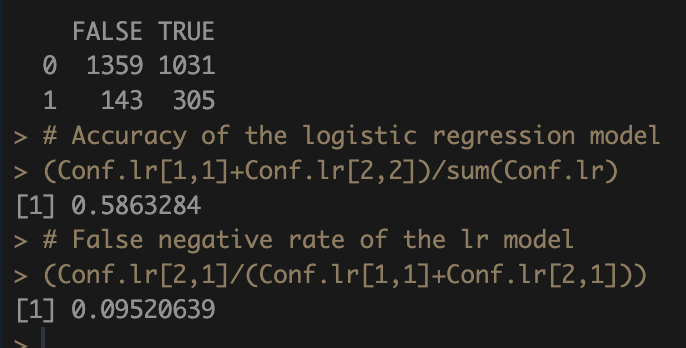 FALSE TRUE
0 1359 1031
1 143 305
> # Accuracy of the logistic regression model
> (Conf.lr[1,1]+Conf.lr[2,2])/sum(Conf.lr)
[1] 0.5863284
> # False negative rate of the lr model
> (Conf.lr[2,1]/(Conf.lr[1,1]+Conf.lr[2,1]))
[1] 0.09520639
>